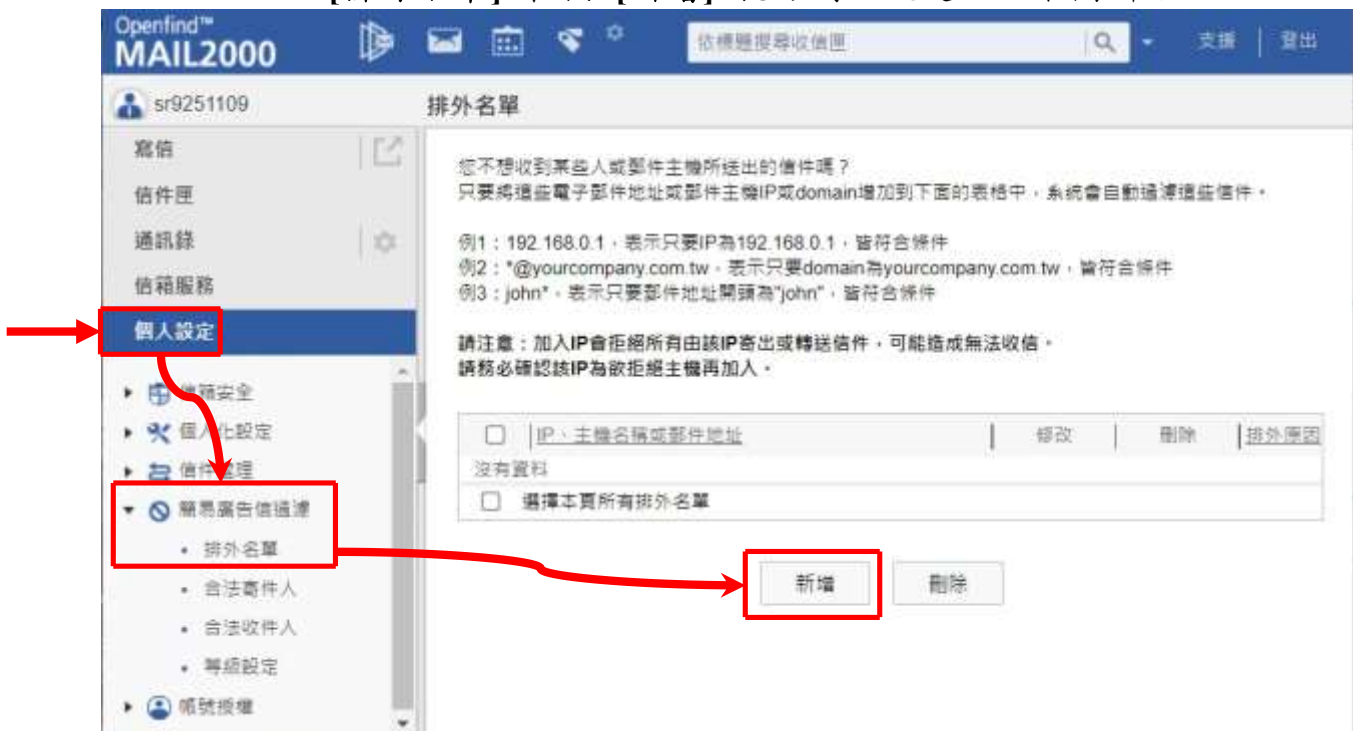 Openfind™
MAIL2000
依標題搜尋收信匣
支援
登出
sr9251109
排外名單
寫信
信件匣
通訊錄
信箱服務
個人設定
信箱安全
個人化設定
信件處理
簡易廣告信過濾
排外名單
合法寄件人
合法收件人
等級設定
帳號授權
您不想收到某些人或郵件主機所送出的信件嗎？
只要將這些電子郵件地址或郵件主機IP或domain增加到下面的表格中，系統會自動過濾這些信件。
例1：192.168.0.1，表示只要IP為192.168.0.1，皆符合條件
例2：*@yourcompany.com.tw，表示只要domain為yourcompany.com.tw，皆符合條件
例3：john*，表示只要郵件地址開頭為"john"，皆符合條件
請注意：加入IP會拒絕所有由該IP寄出或轉送信件，可能造成無法收信。
請務必確認該IP為欲拒絕主機再加入。
IP、主機名稱或郵件地址
修改
刪除
排外原因
沒有資料
選擇本頁所有排外名單
新增
刪除